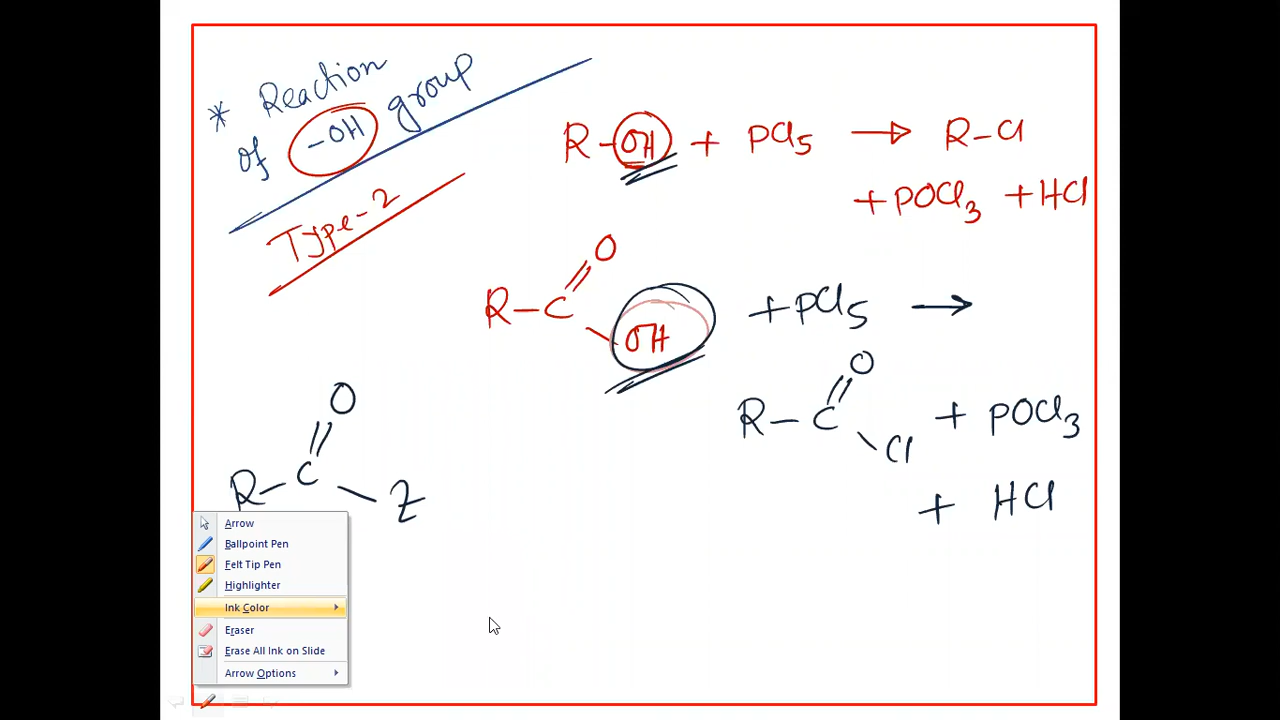 * Reaction
of -OH group
Type-2
R-OH + PCl5 → R-Cl
+ POCl3 + HCl
O
R-C
OH
+ PCl5 →
O
R-C
Cl
+ POCl3
+ HCl
O
R-C
Z
Arrow
Ballpoint Pen
Felt Tip Pen
Highlighter
Ink Color
Eraser
Erase All Ink on Slide
Arrow Options